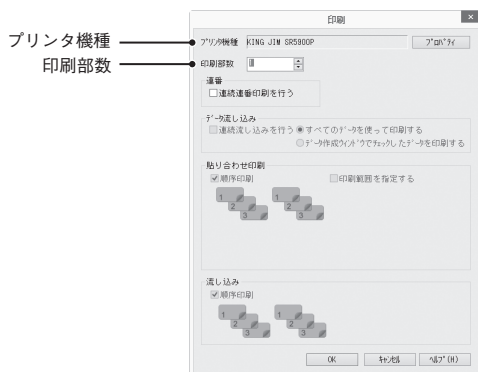 印刷
×
プリンタ機種
ﾌﾟﾘﾝﾀ機種 KING JIM SR5900P ﾌﾟﾛﾊﾟﾃｨ
印刷部数
印刷部数
連番
連続連番印刷を行う
ﾃﾞｰﾀ流し込み
連続流し込みを行う すべてのﾃﾞｰﾀを使って印刷する
ﾃﾞｰﾀ作成ｳｨﾝﾄﾞｳでﾁｪｯｸしたﾃﾞｰﾀを印刷する
貼り合わせ印刷
順序印刷 印刷範囲を指定する
1 2 3 1 2 3
流し込み
順序印刷
1 2 3 1 2 3
OK ｷｬﾝｾﾙ ﾍﾙﾌﾟ(H)